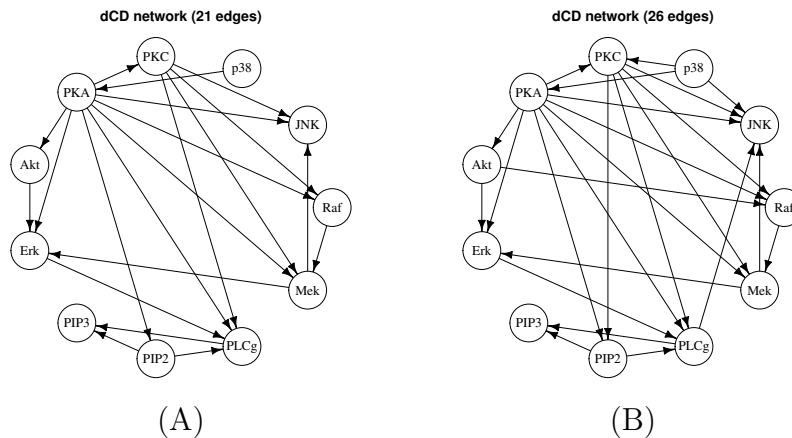 dCD network (21 edges)
PKC
p38
PKA
JNK
Akt
Raf
Erk
Mek
PIP3
PLCg
PIP2
(A)
dCD network (26 edges)
PKC
p38
PKA
JNK
Akt
Raf
Erk
Mek
PIP3
PLCg
PIP2
(B)